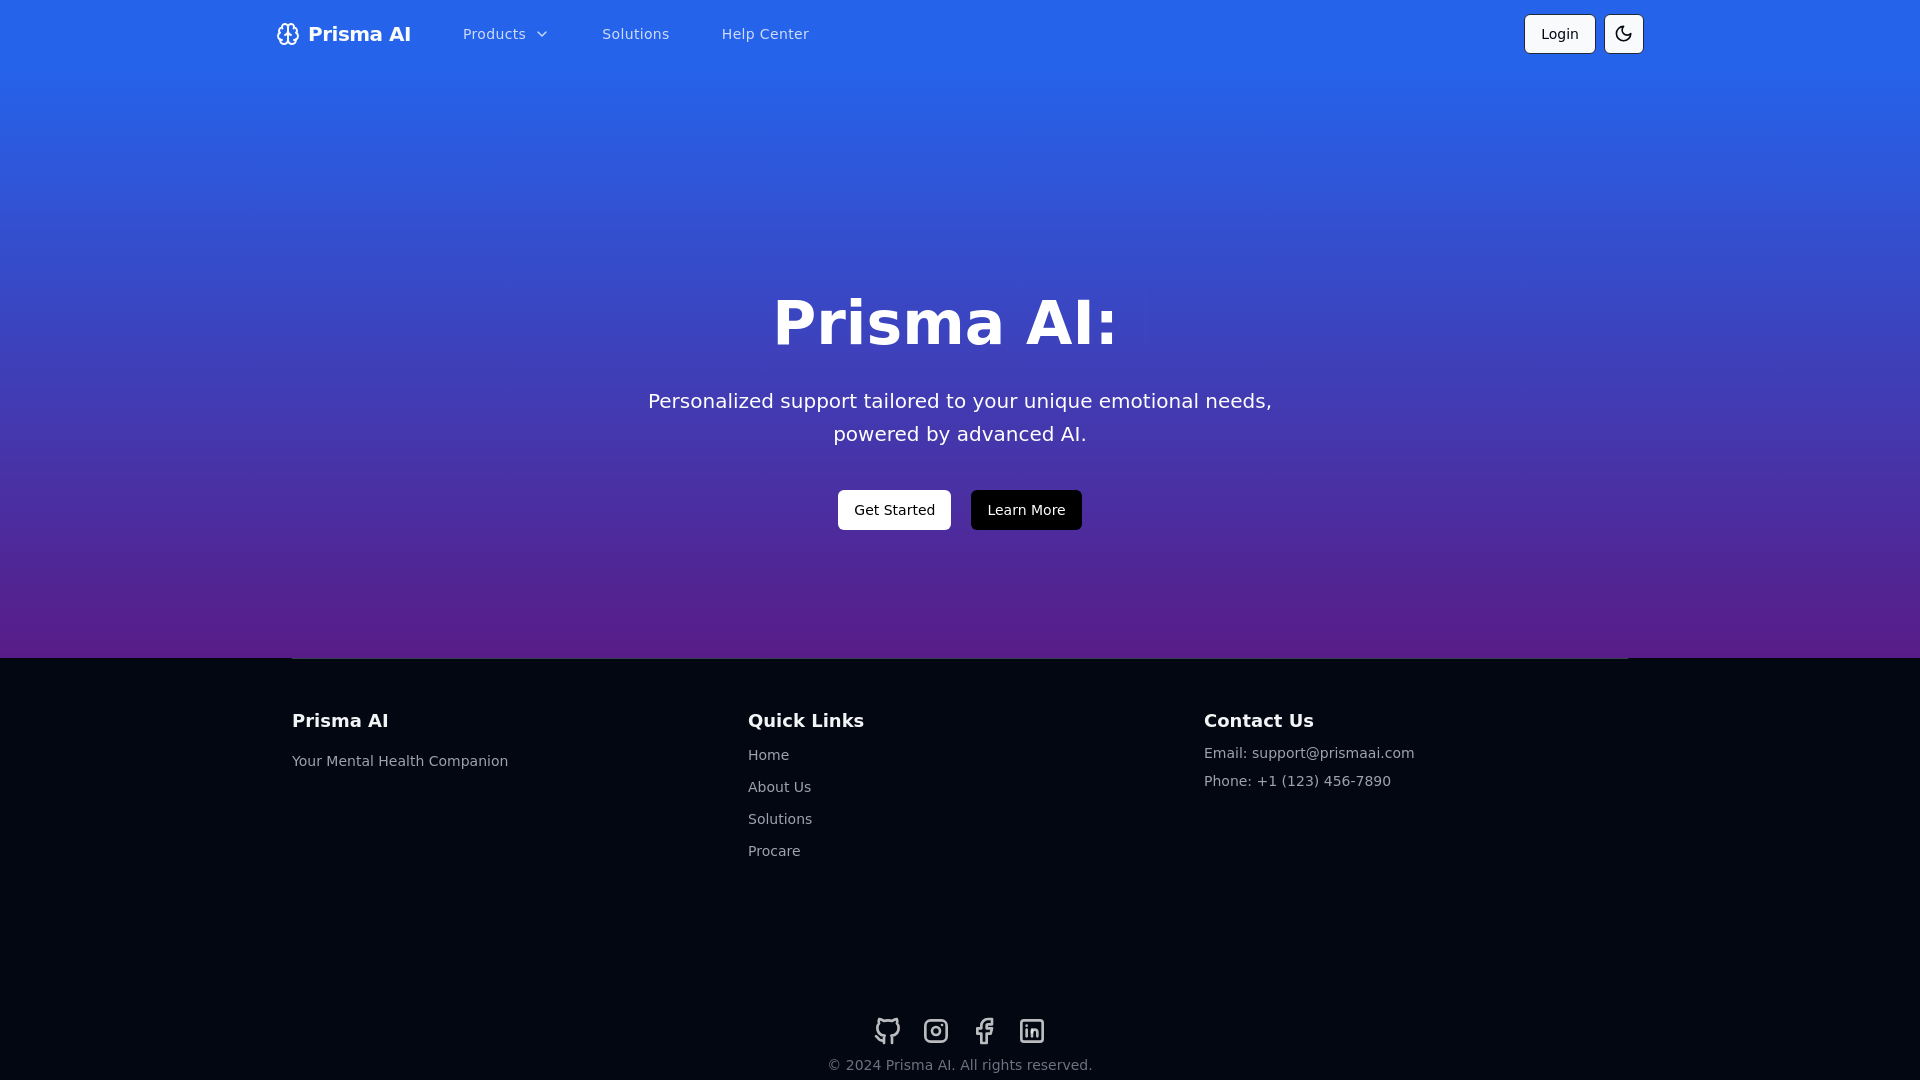 Prisma AI
Products
Solutions
Help Center
Login
Prisma AI:
Personalized support tailored to your unique emotional needs,
powered by advanced AI.
Get Started
Learn More
Prisma AI
Your Mental Health Companion
Quick Links
Home
About Us
Solutions
Procare
Contact Us
Email: support@prismaai.com
Phone: +1 (123) 456-7890
© 2024 Prisma AI. All rights reserved.